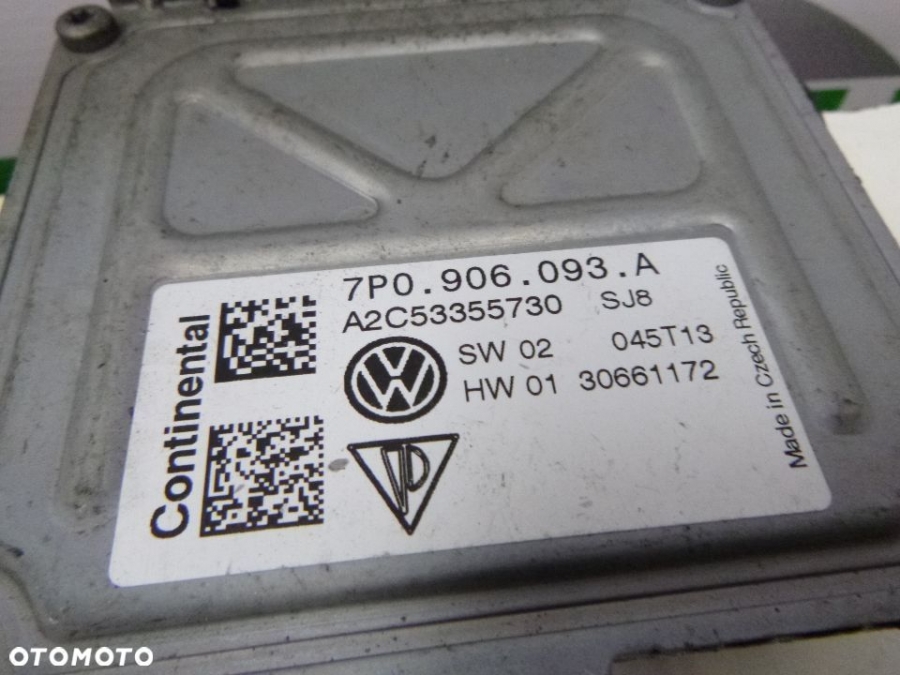 7P0.906.093.A
A2C53355730 SJ8
SW 02 045T13
HW 01 30661172
Continental
Made in Czech Republic
OTOMOTO